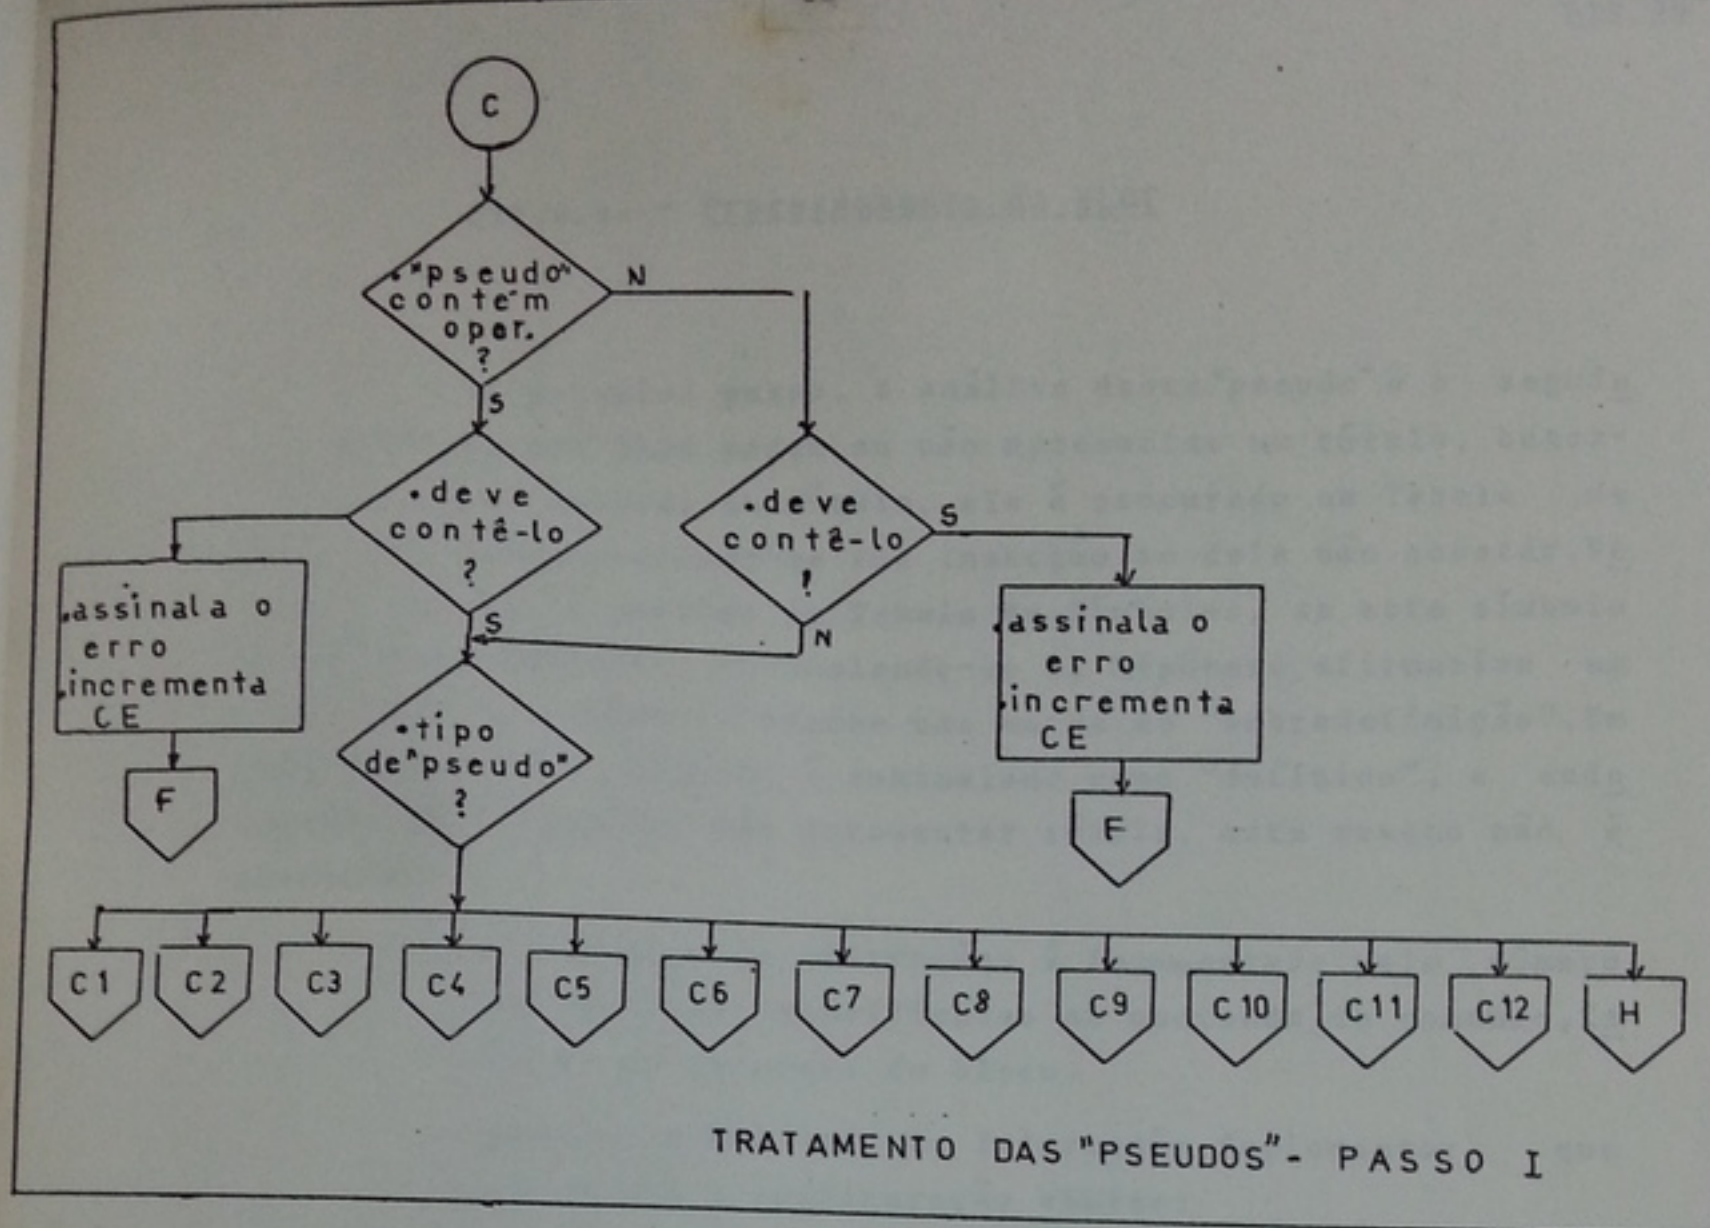 C
."pseudo"
contém
oper.
?
N
S
.deve
contê-lo
?
S
.deve
contê-lo
!
S
N
.assinala o
erro
.incrementa
CE
F
.assinala o
erro
.incrementa
CE
F
.tipo
de"pseudo"
?
C1 C2 C3 C4 C5 C6 C7 C8 C9 C10 C11 C12 H
TRATAMENTO DAS "PSEUDOS"- PASSO I